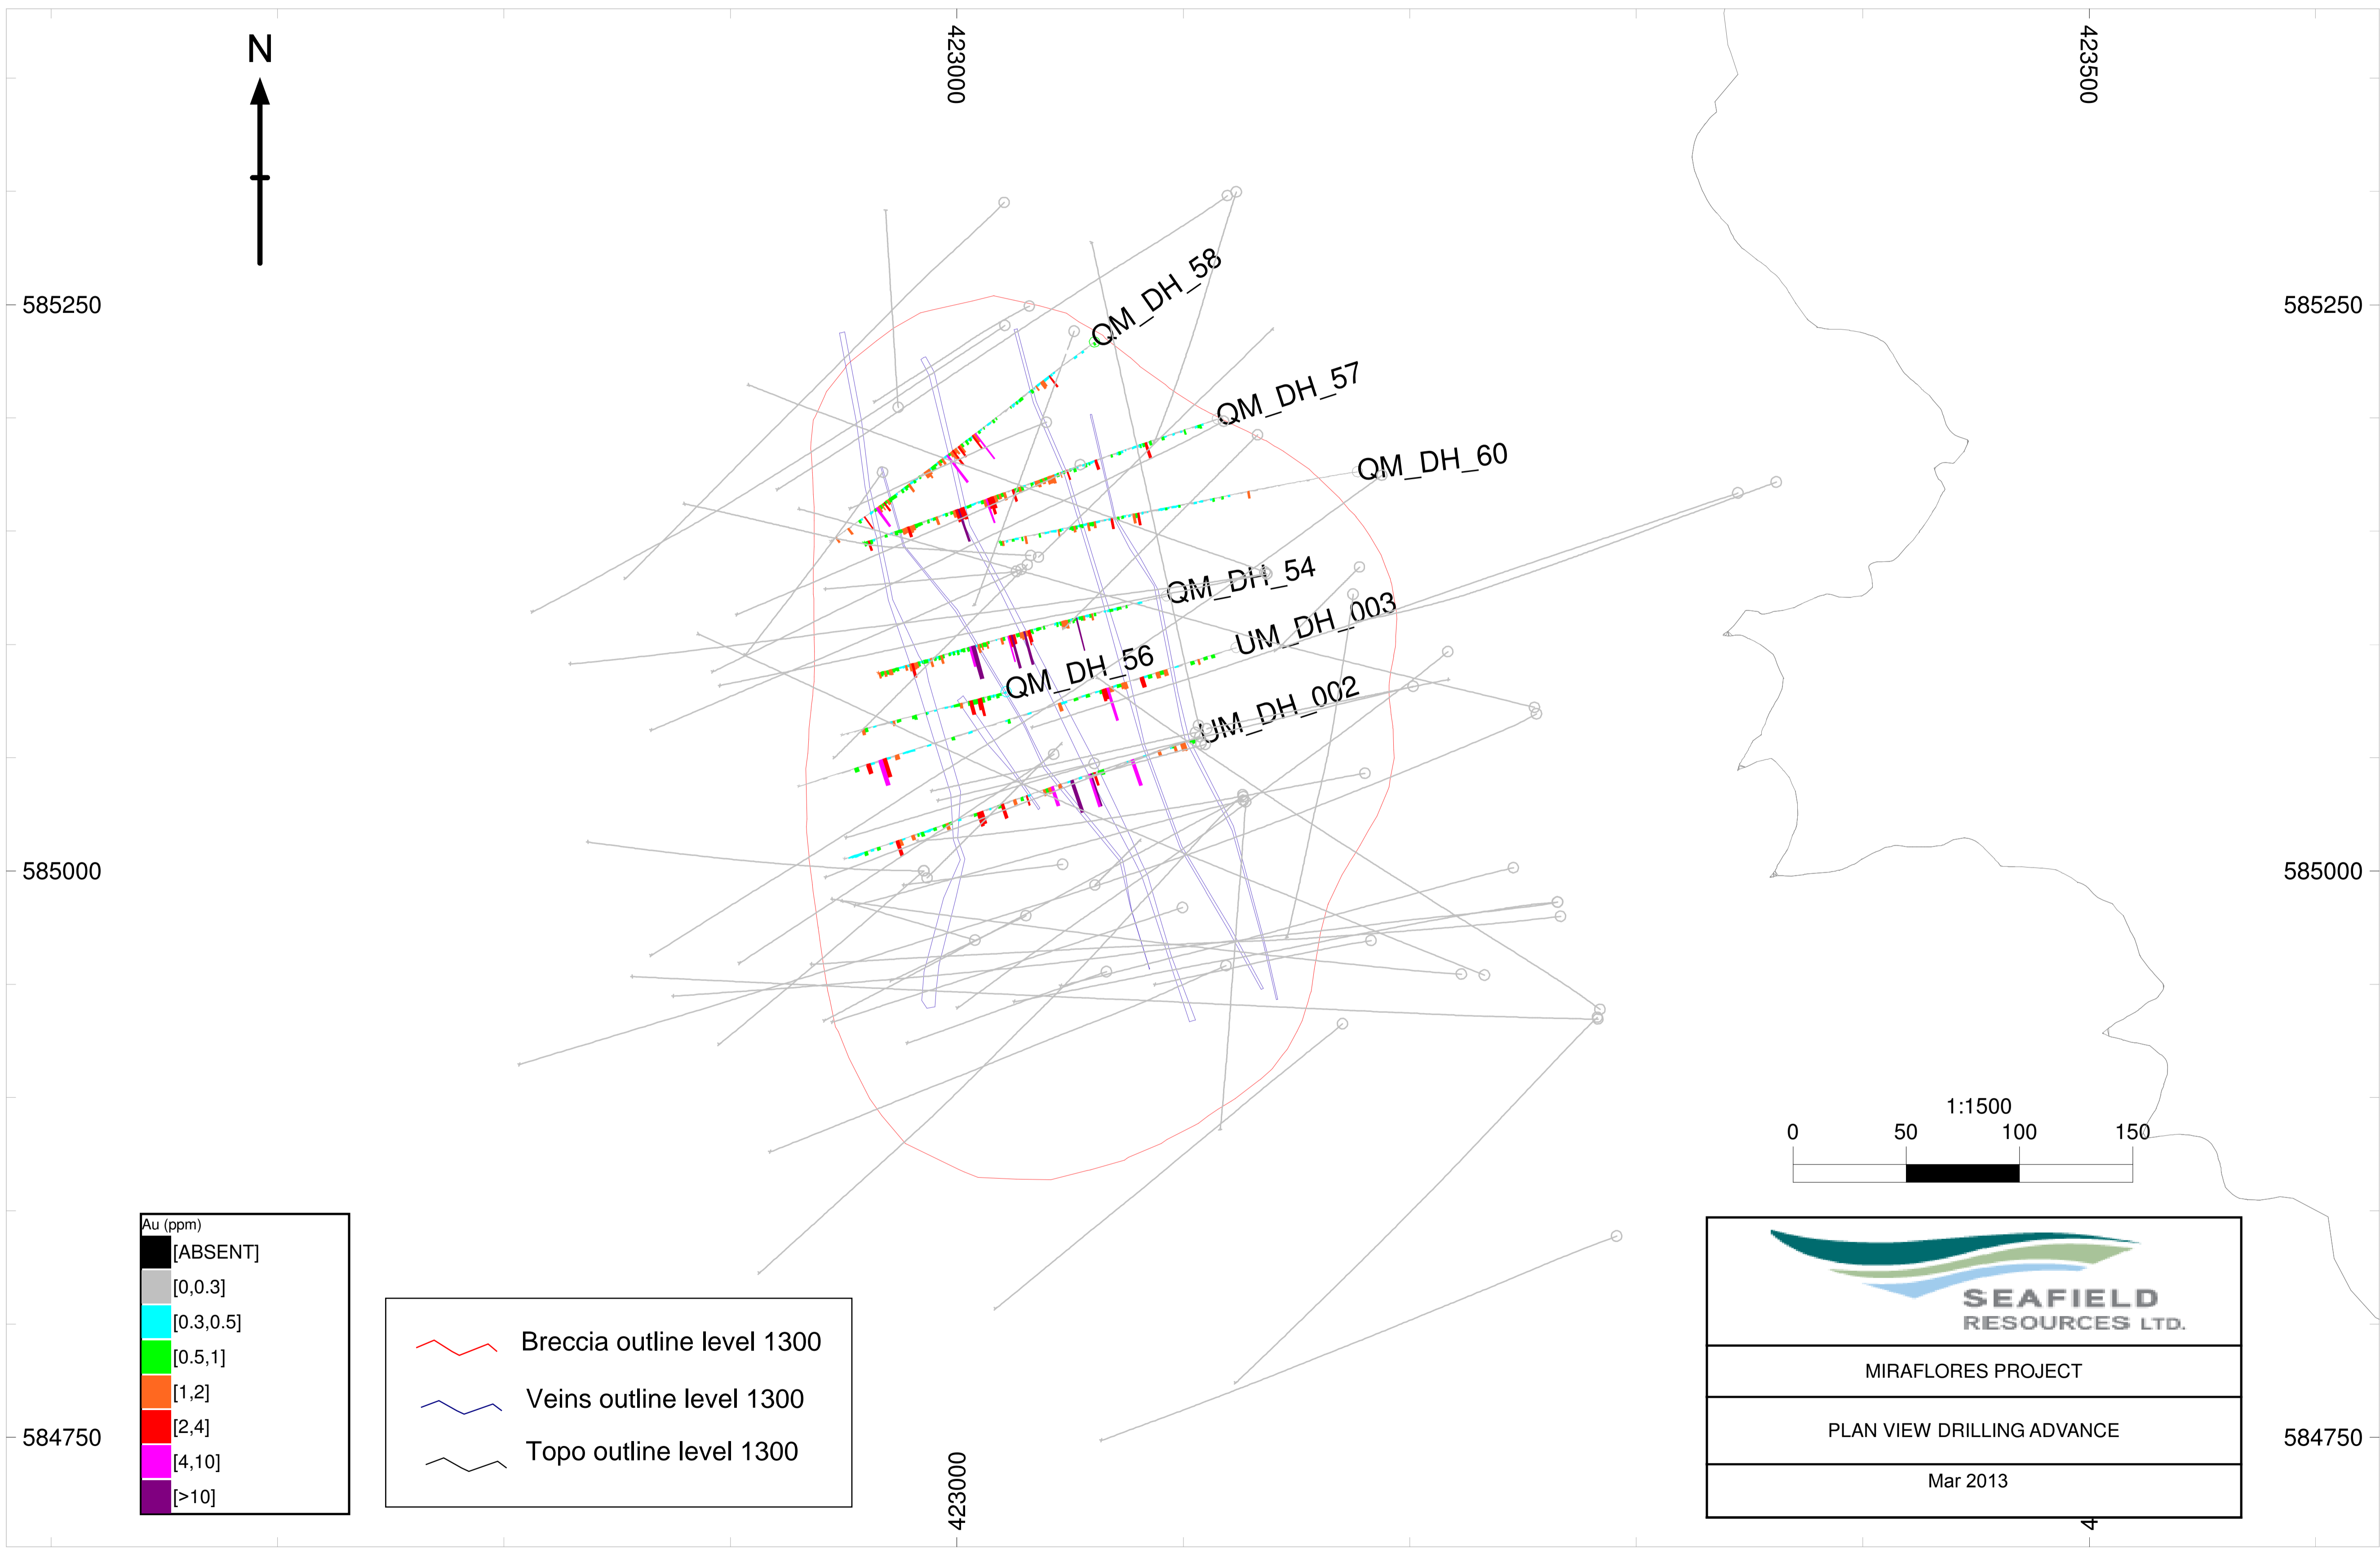 N
423000
423500
585250
585250
QM_DH_58
QM_DH_57
QM_DH_60
QM_DH_54
UM_DH_003
QM_DH_56
UM_DH_002
585000
585000
1:1500
0 50 100 150
Au (ppm)
[ABSENT]
[0,0.3]
[0.3,0.5]
[0.5,1]
[1,2]
[2,4]
[4,10]
[>10]
Breccia outline level 1300
Veins outline level 1300
Topo outline level 1300
SEAFIELD
RESOURCES LTD.
MIRAFLORES PROJECT
PLAN VIEW DRILLING ADVANCE
Mar 2013
584750
584750
423000
4